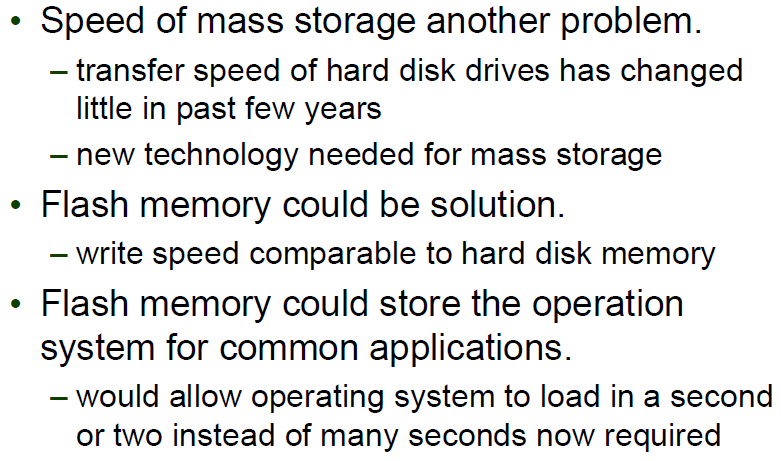 • Speed of mass storage another problem.
– transfer speed of hard disk drives has changed
little in past few years
– new technology needed for mass storage
• Flash memory could be solution.
– write speed comparable to hard disk memory
• Flash memory could store the operation
system for common applications.
– would allow operating system to load in a second
or two instead of many seconds now required